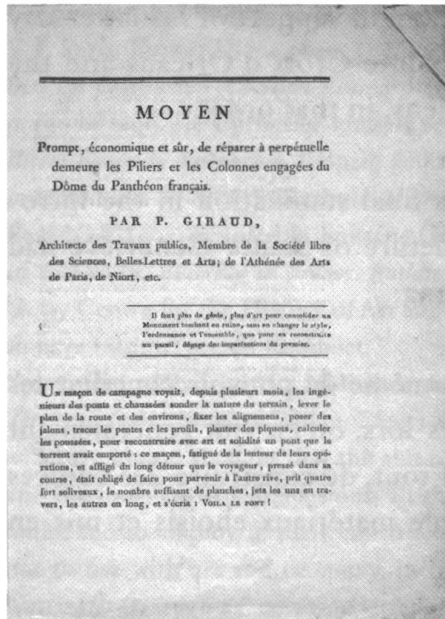 MOYEN
Prompt, économique et sûr, de réparer à perpétuelle
demeure les Piliers et les Colonnes engagées du
Dôme du Panthéon français.
PAR P. GIRAUD,
Architecte des Travaux publics, Membre de la Société libre
des Sciences, Belles-Lettres et Arts; de l'Athénée des Arts
de Paris, de Niort, etc.
Il faut plus de génie, plus d'art pour consolider un
Monument tombant en ruine, sans en changer le style,
l'ordonnance et l'ensemble, que pour en reconstruire
un pareil, dégagé des imperfections du premier.
UN maçon de campagne voyait, depuis plusieurs mois, les ingé-
nieurs des ponts et chaussées sonder la nature du terrain, lever le
plan de la route et des environs, fixer les alignemens, poser des
jalons, tracer les pentes et les profils, planter des piquets, calculer
les poussées, pour reconstruire avec art et solidité un pont que le
torrent avait emporté : ce maçon, fatigué de la lenteur de leurs opé-
rations, et affligé du long détour que le voyageur, pressé dans sa
course, était obligé de faire pour parvenir à l'autre rive, prit quatre
fort soliveaux, le nombre suffisant de planches, jeta les uns en tra-
vers, les autres en long, et s'écria : VOILA LE PONT !